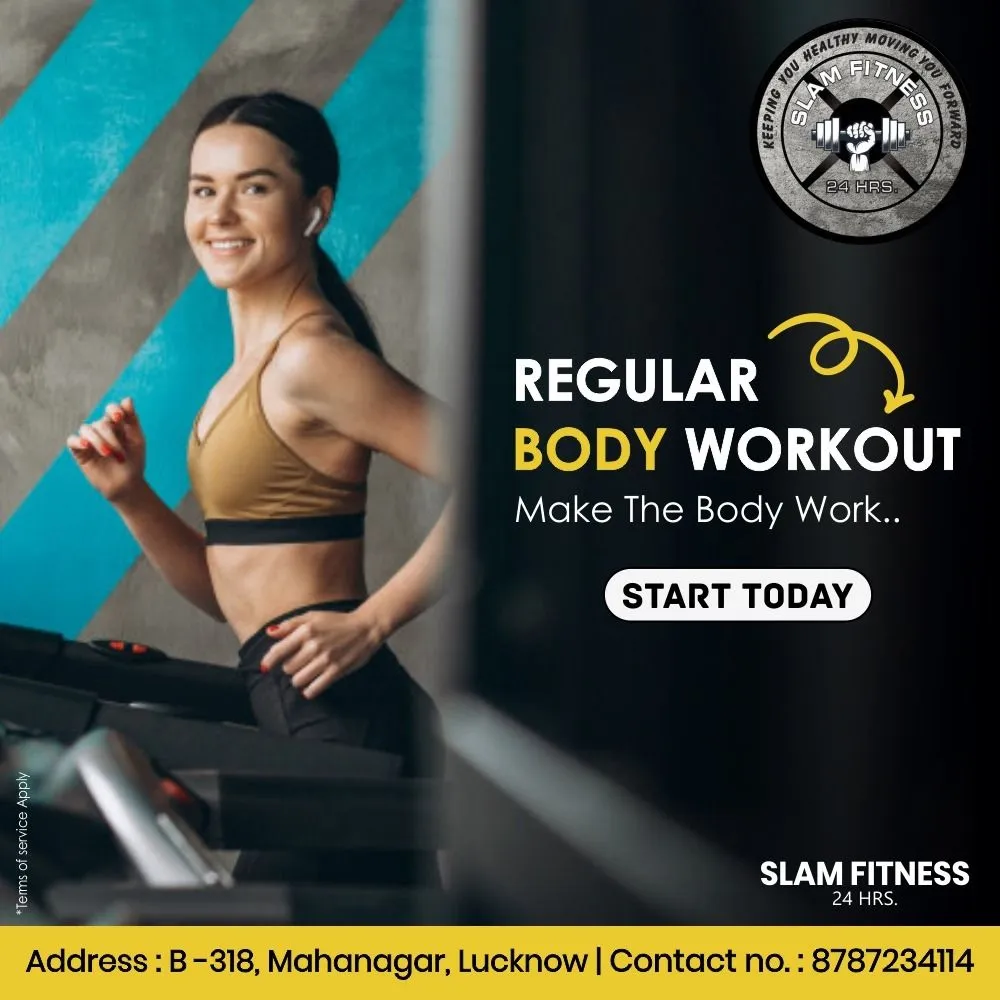 KEEPING YOU HEALTHY MOVING YOU FORWARD
SLAM FITNESS
24 HRS.
REGULAR
BODY WORKOUT
Make The Body Work..
START TODAY
*Terms of service Apply
SLAM FITNESS
24 HRS.
Address : B -318, Mahanagar, Lucknow | Contact no. : 8787234114